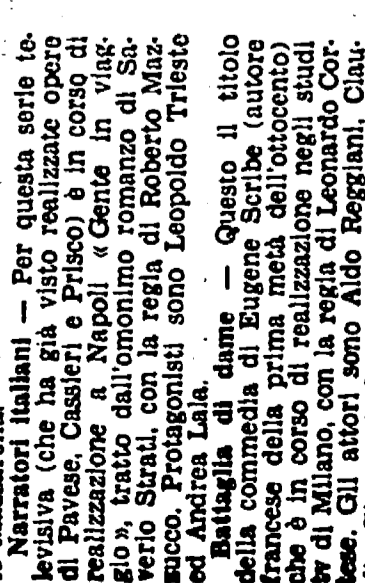 Narratori italiani — Per questa serie te-
levisiva (che ha già visto realizzate opere
di Pavese, Cassieri e Prisco) è in corso di
realizzazione a Napoli «Gente in viag-
gio», tratto dall'omonimo romanzo di Sa-
verio Strati, con la regia di Roberto Maz-
zucco. Protagonisti sono Leopoldo Trieste
ed Andrea Lala.
Battaglia di dame — Questo il titolo
della commedia di Eugene Scribe (autore
francese della prima metà dell'ottocento)
che è in corso di realizzazione negli studi
TV di Milano, con la regia di Leonardo Cor-
tese. Gli attori sono Aldo Reggiani, Clau-